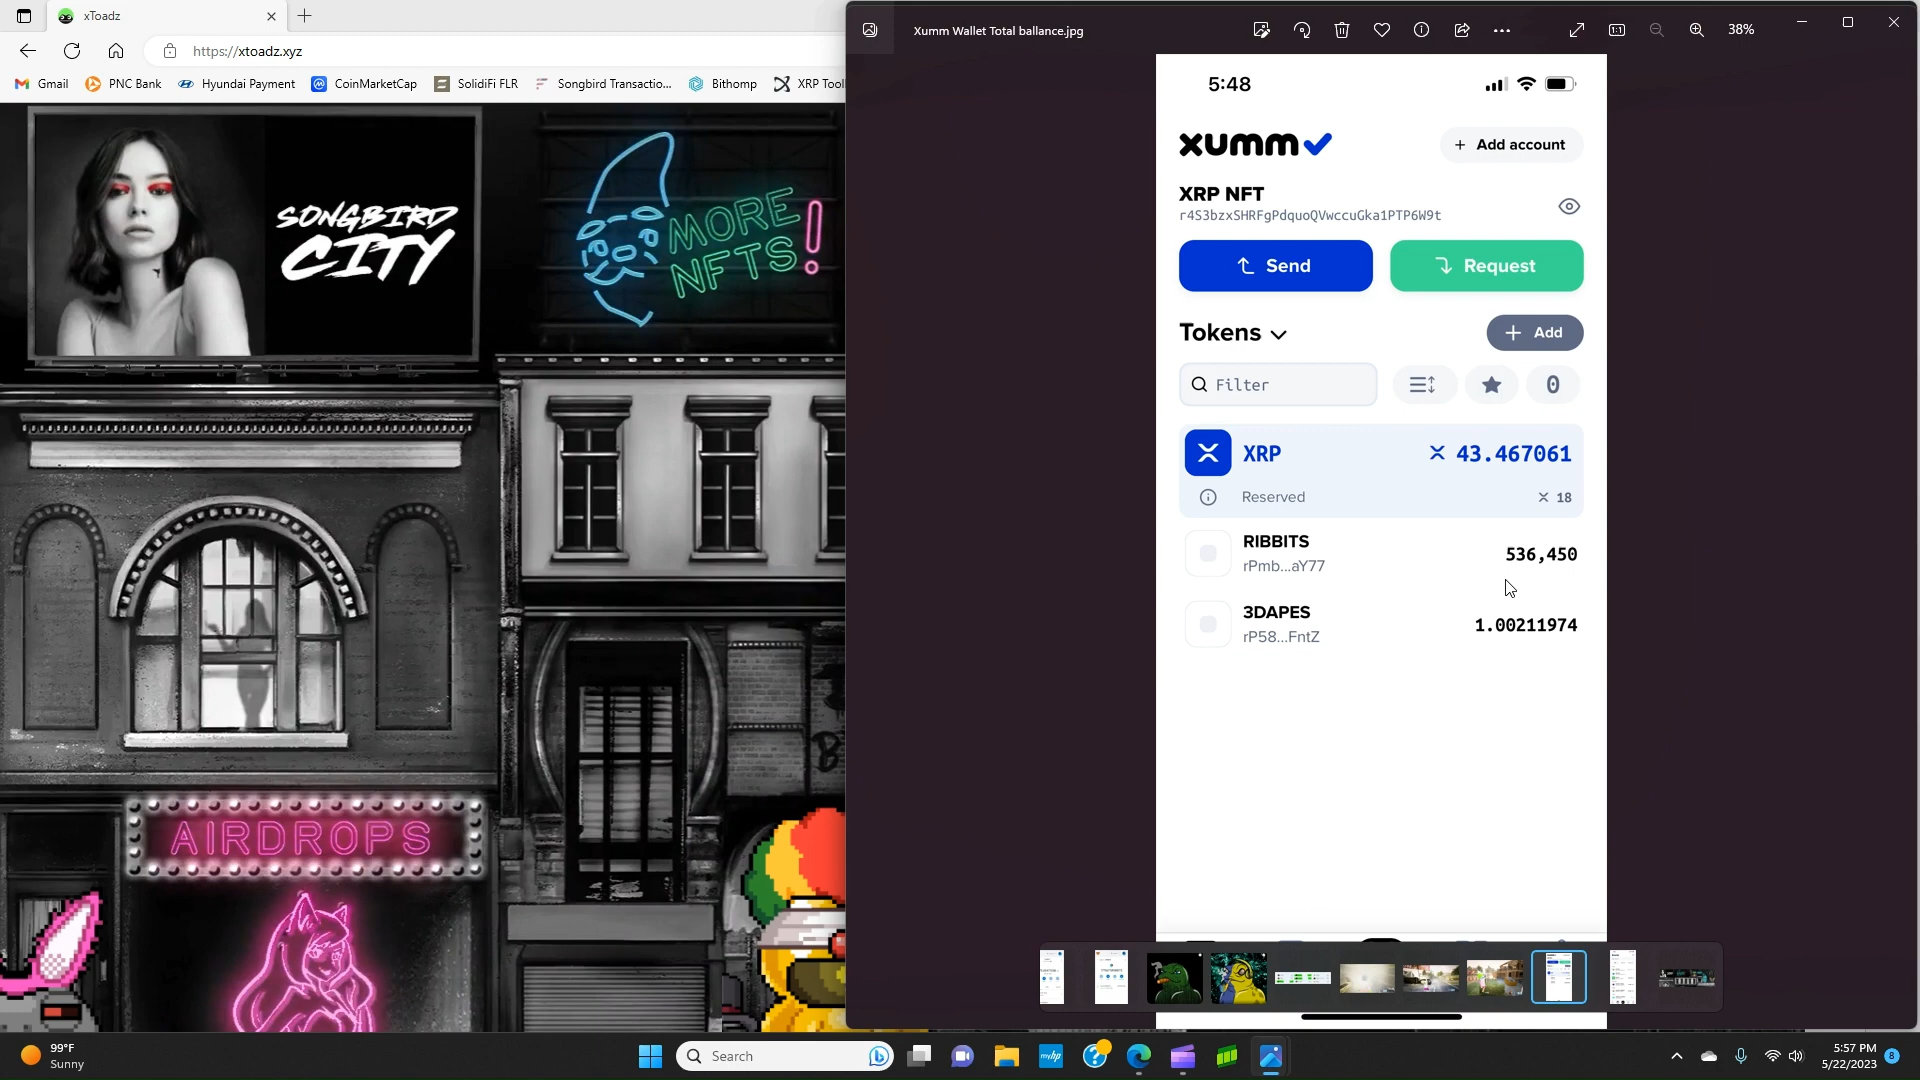 xToadz
https://xtoadz.xyz
Gmail
PNC Bank
Hyundai Payment
CoinMarketCap
SolidiFi FLR
Songbird Transactio...
Bithomp
XRP Tool
SONGBIRD
CITY
MORE
NFTS!
AIRDROPS
Xumm Wallet Total ballance.jpg
38%
5:48
xumm
+ Add account
XRP NFT
r4S3bzxSHRFgPdquoQVwccuGka1PTP6W9t
Send
Request
Tokens
+ Add
Filter
0
XRP
43.467061
Reserved
18
RIBBITS
536,450
rPmb...aY77
3DAPES
1.00211974
rP58...FntZ
99°F
Sunny
Search
myhp
5:57 PM
5/22/2023
8